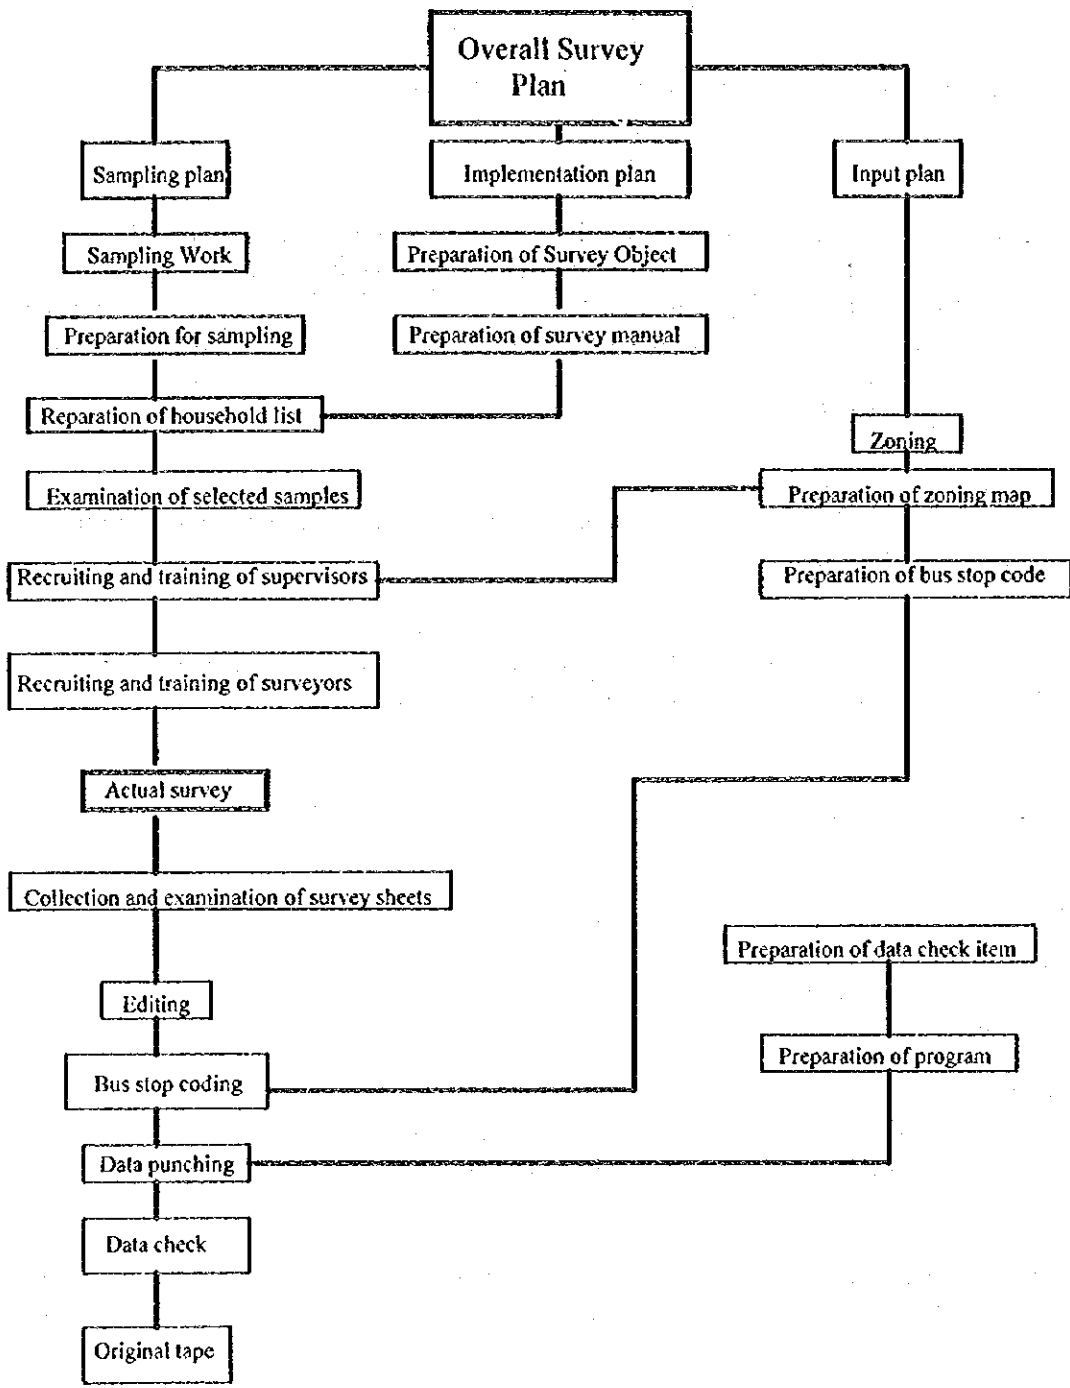 Overall Survey
Plan
Sampling plan
Implementation plan
Input plan
Sampling Work
Preparation of Survey Object
Preparation for sampling
Preparation of survey manual
Reparation of household list
Zoning
Examination of selected samples
Preparation of zoning map
Recruiting and training of supervisors
Preparation of bus stop code
Recruiting and training of surveyors
Actual survey
Collection and examination of survey sheets
Preparation of data check item
Editing
Preparation of program
Bus stop coding
Data punching
Data check
Original tape